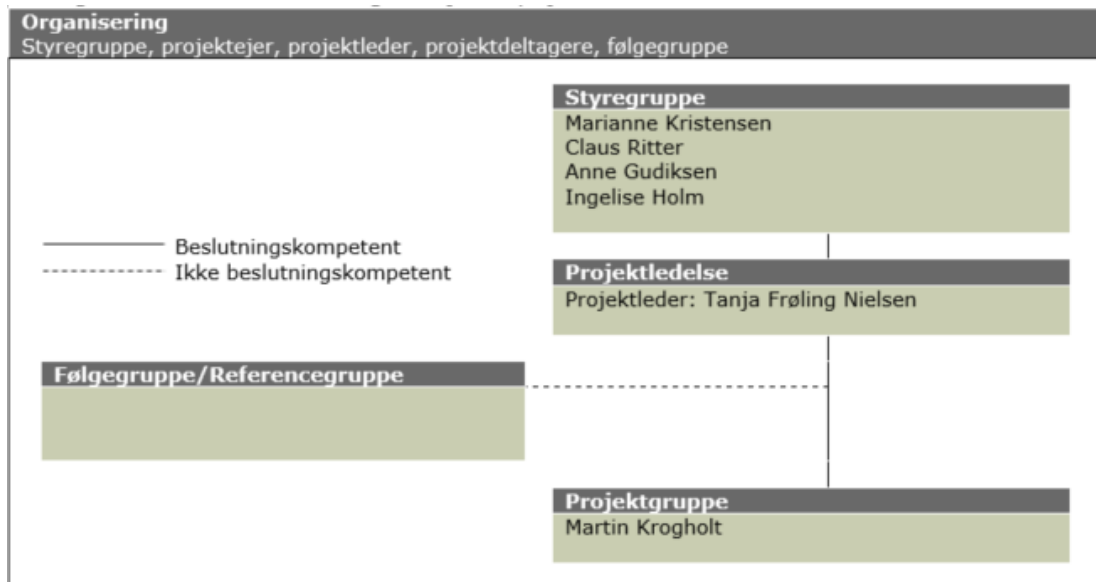 Organisering
Styregruppe, projektejer, projektleder, projektdeltagere, følgegruppe
Styregruppe
Marianne Kristensen
Claus Ritter
Anne Gudiksen
Ingelise Holm
Beslutningskompetent
Ikke beslutningskompetent
Projektledelse
Projektleder: Tanja Frøling Nielsen
Følgegruppe/Referencegruppe
Projektgruppe
Martin Krogholt